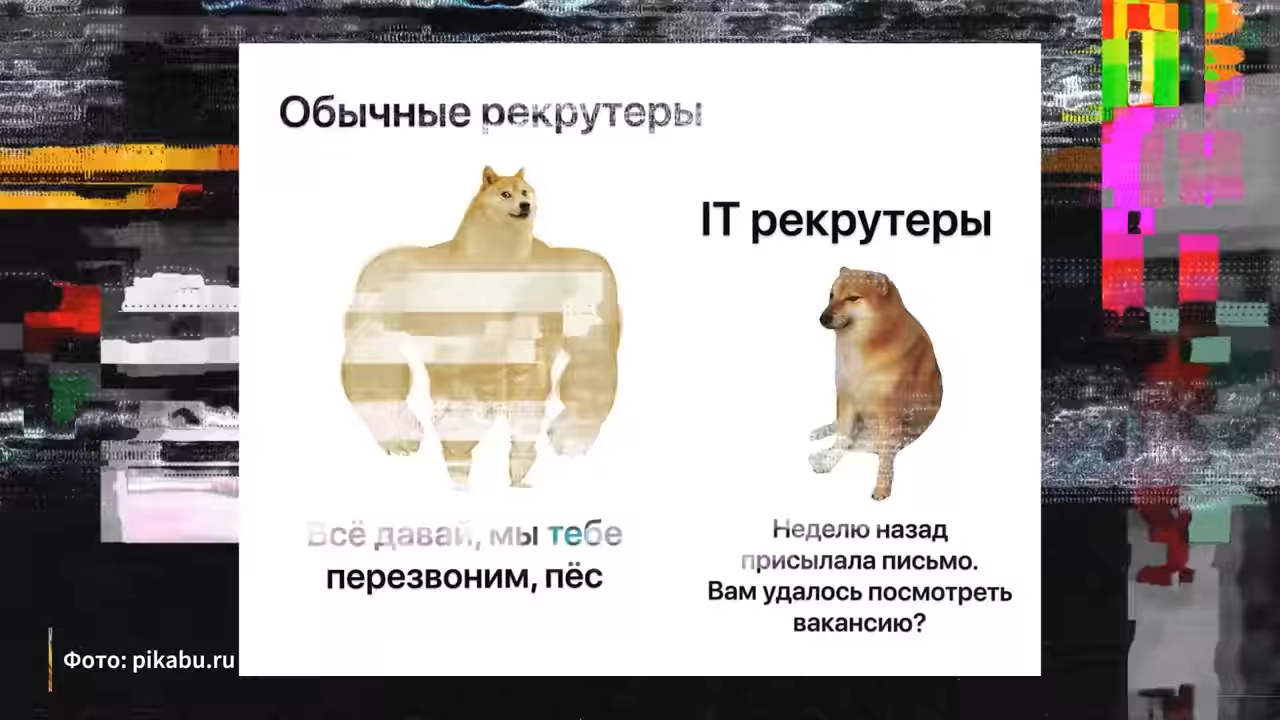 Обычные рекрутеры
IT рекрутеры
Всё давай, мы тебе
перезвоним, пёс
Неделю назад
присылала письмо.
Вам удалось посмотреть
вакансию?
Фото: pikabu.ru